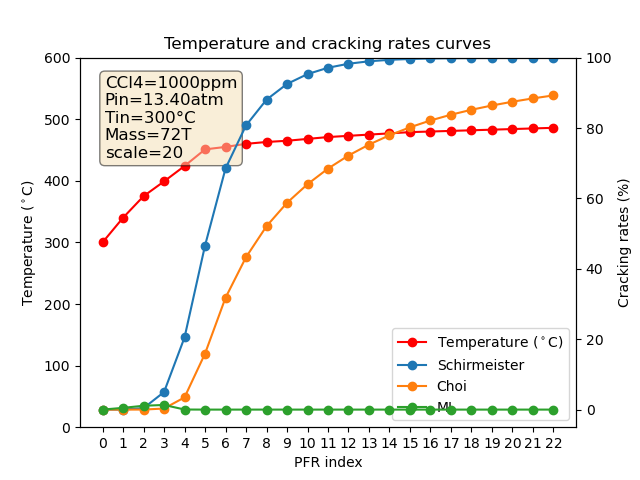 Temperature and cracking rates curves
CCl4=1000ppm
Pin=13.40atm
Tin=300°C
Mass=72T
scale=20
600
500
400
300
200
100
0
Temperature (°C)
100
80
60
40
20
0
Cracking rates (%)
Temperature (°C)
Schirmeister
Choi
ML
0 1 2 3 4 5 6 7 8 9 10 11 12 13 14 15 16 17 18 19 20 21 22
PFR index